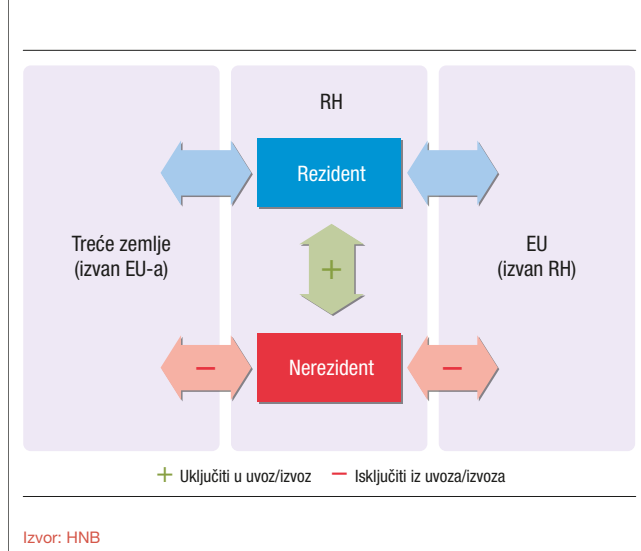 RH
Rezident
Treće zemlje
(izvan EU-a)
+
EU
(izvan RH)
−
Nerezident
−
+ Uključiti u uvoz/izvoz − Isključiti iz uvoza/izvoza
Izvor: HNB